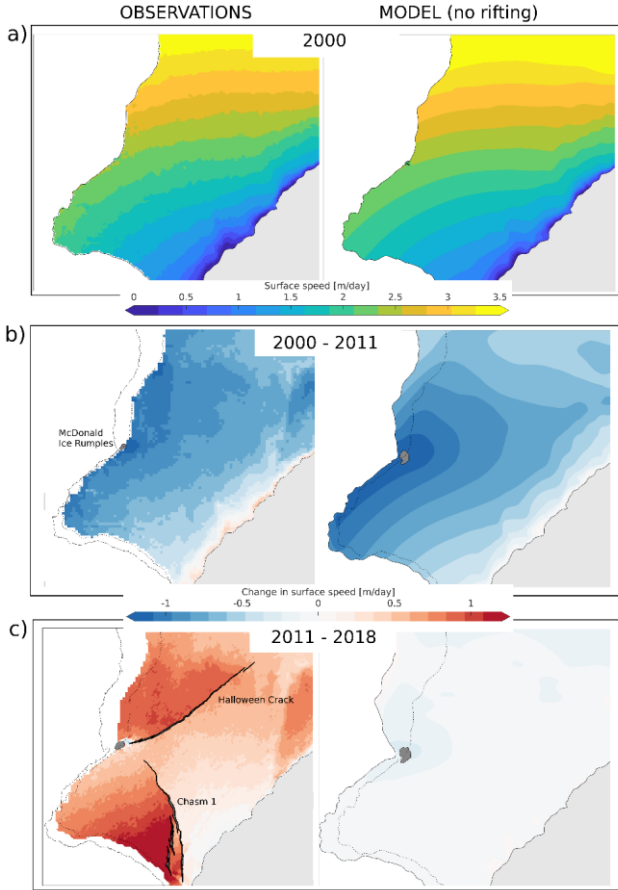 OBSERVATIONS
MODEL (no rifting)
a)
2000
Surface speed [m/day]
0 0.5 1 1.5 2 2.5 3 3.5
b)
2000 - 2011
McDonald
Ice Rumples
Change in surface speed [m/day]
-1 -0.5 0 0.5 1
c)
2011 - 2018
Halloween Crack
Chasm 1